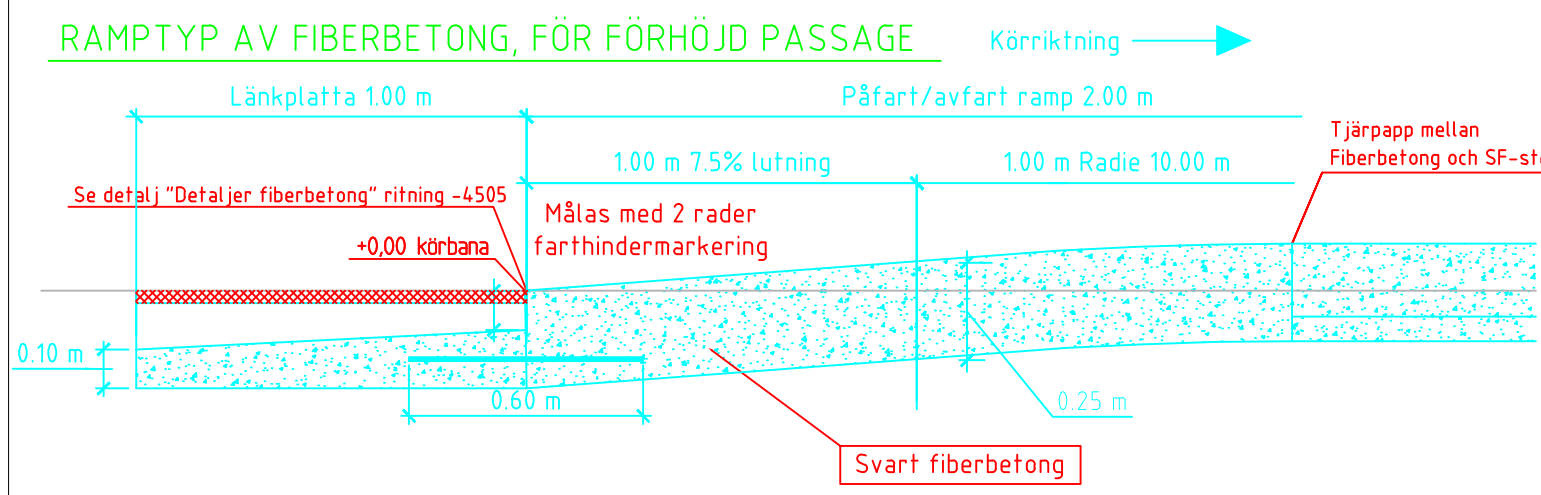 RAMPTYP AV FIBERBETONG, FÖR FÖRHÖJD PASSAGE
Körriktning
Länkplatta 1.00 m
Påfart/avfart ramp 2.00 m
Tjärpapp mellan
Fiberbetong och
1.00 m 7.5% lutning
1.00 m Radie 10.00 m
Se detalj "Detaljer fiberbetong" ritning -4505
Målas med 2 rader
farthindermarkering
+0,00 körbana
0.10 m
0.60 m
0.25 m
Svart fiberbetong